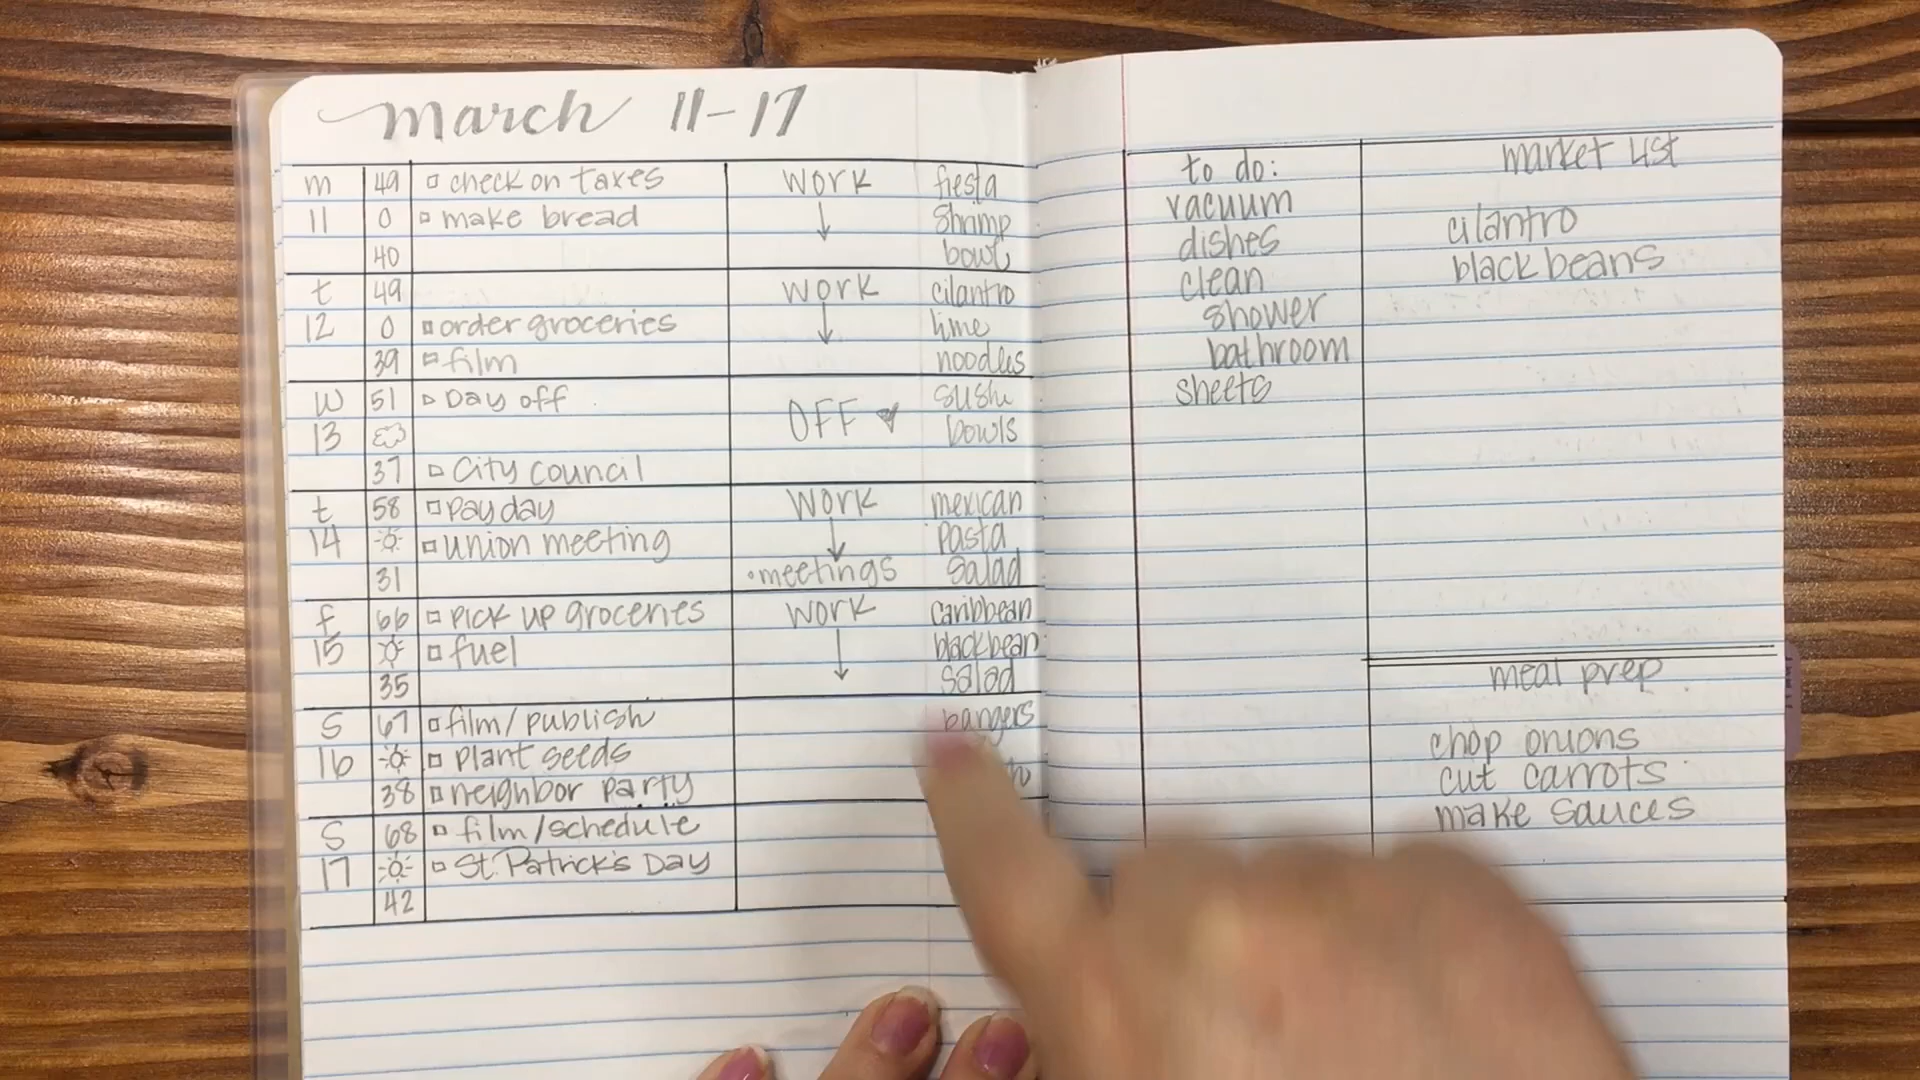 march 11-17
m 49 check on taxes WORK fiesta
11 0 make bread shrimp
40 bowl
t 49 WORK cilantro
12 0 order groceries lime
39 film noodles
W 51 Day off OFF sushi
13 bowls
37 City council
t 58 pay day WORK mexican
14 union meeting pasta
31 meetings salad
f 66 pick up groceries WORK caribbean
15 fuel blackbean
35 salad
S 67 film/publish bangers
16 plant seeds
38 neighbor party
S 68 film/schedule
17 St. Patrick's Day
42
to do:
vacuum
dishes
clean
shower
bathroom
sheets
market list
cilantro
black beans
meal prep
chop onions
cut carrots
make sauces